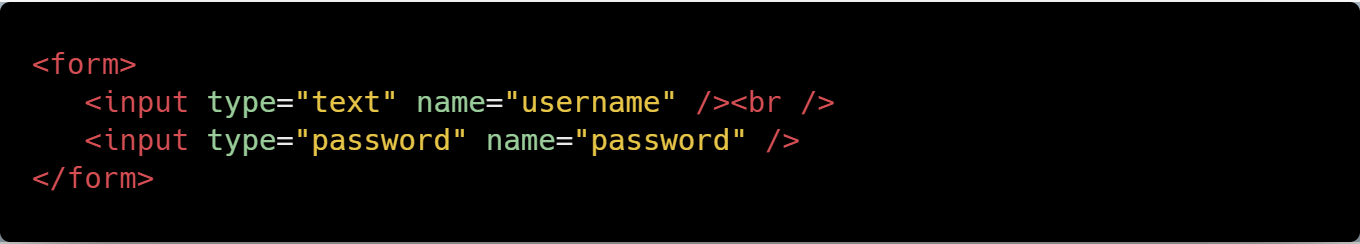 <form>
   <input type="text" name="username" /><br />
   <input type="password" name="password" />
</form>